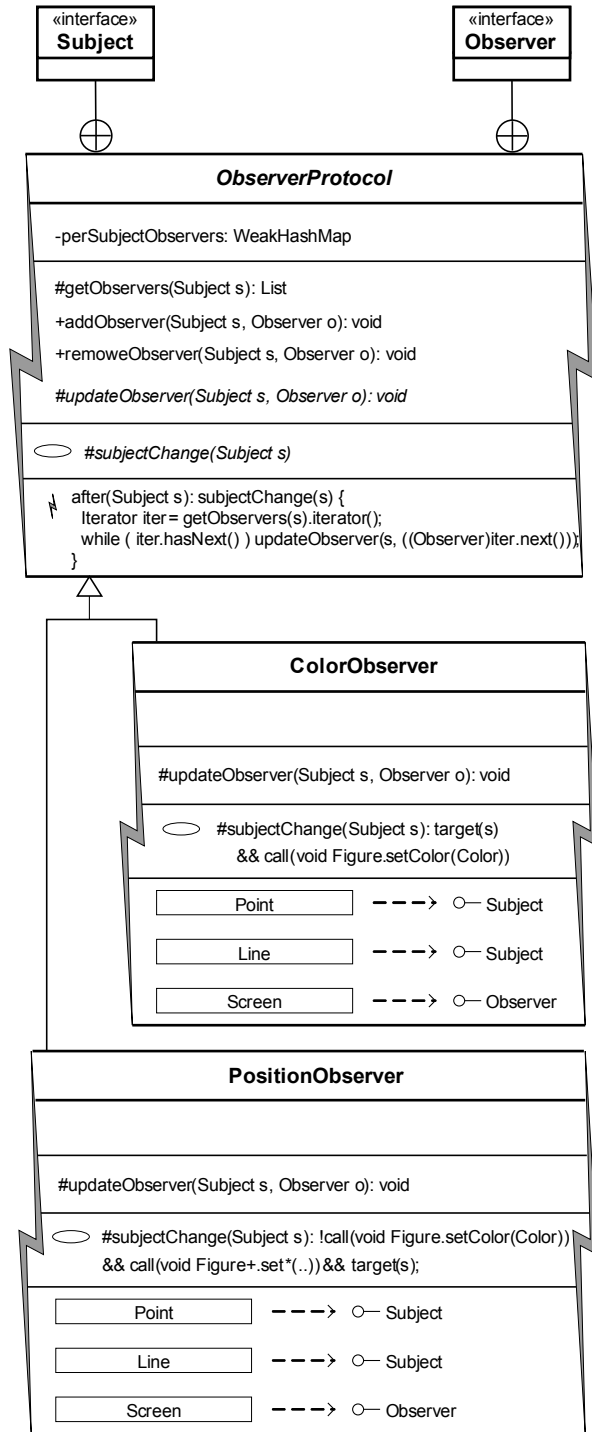 «interface»
Subject
«interface»
Observer
ObserverProtocol
-perSubjectObservers: WeakHashMap
#getObservers(Subject s): List
+addObserver(Subject s, Observer o): void
+removeObserver(Subject s, Observer o): void
#updateObserver(Subject s, Observer o): void
#subjectChange(Subject s)
after(Subject s): subjectChange(s) {
Iterator iter= getObservers(s).iterator();
while ( iter.hasNext() ) updateObserver(s, ((Observer)iter.next()));
}
ColorObserver
#updateObserver(Subject s, Observer o): void
#subjectChange(Subject s): target(s)
&& call(void Figure.setColor(Color))
Point Subject
Line Subject
Screen Observer
PositionObserver
#updateObserver(Subject s, Observer o): void
#subjectChange(Subject s): !call(void Figure.setColor(Color))
&& call(void Figure+.set*(..)) && target(s);
Point Subject
Line Subject
Screen Observer